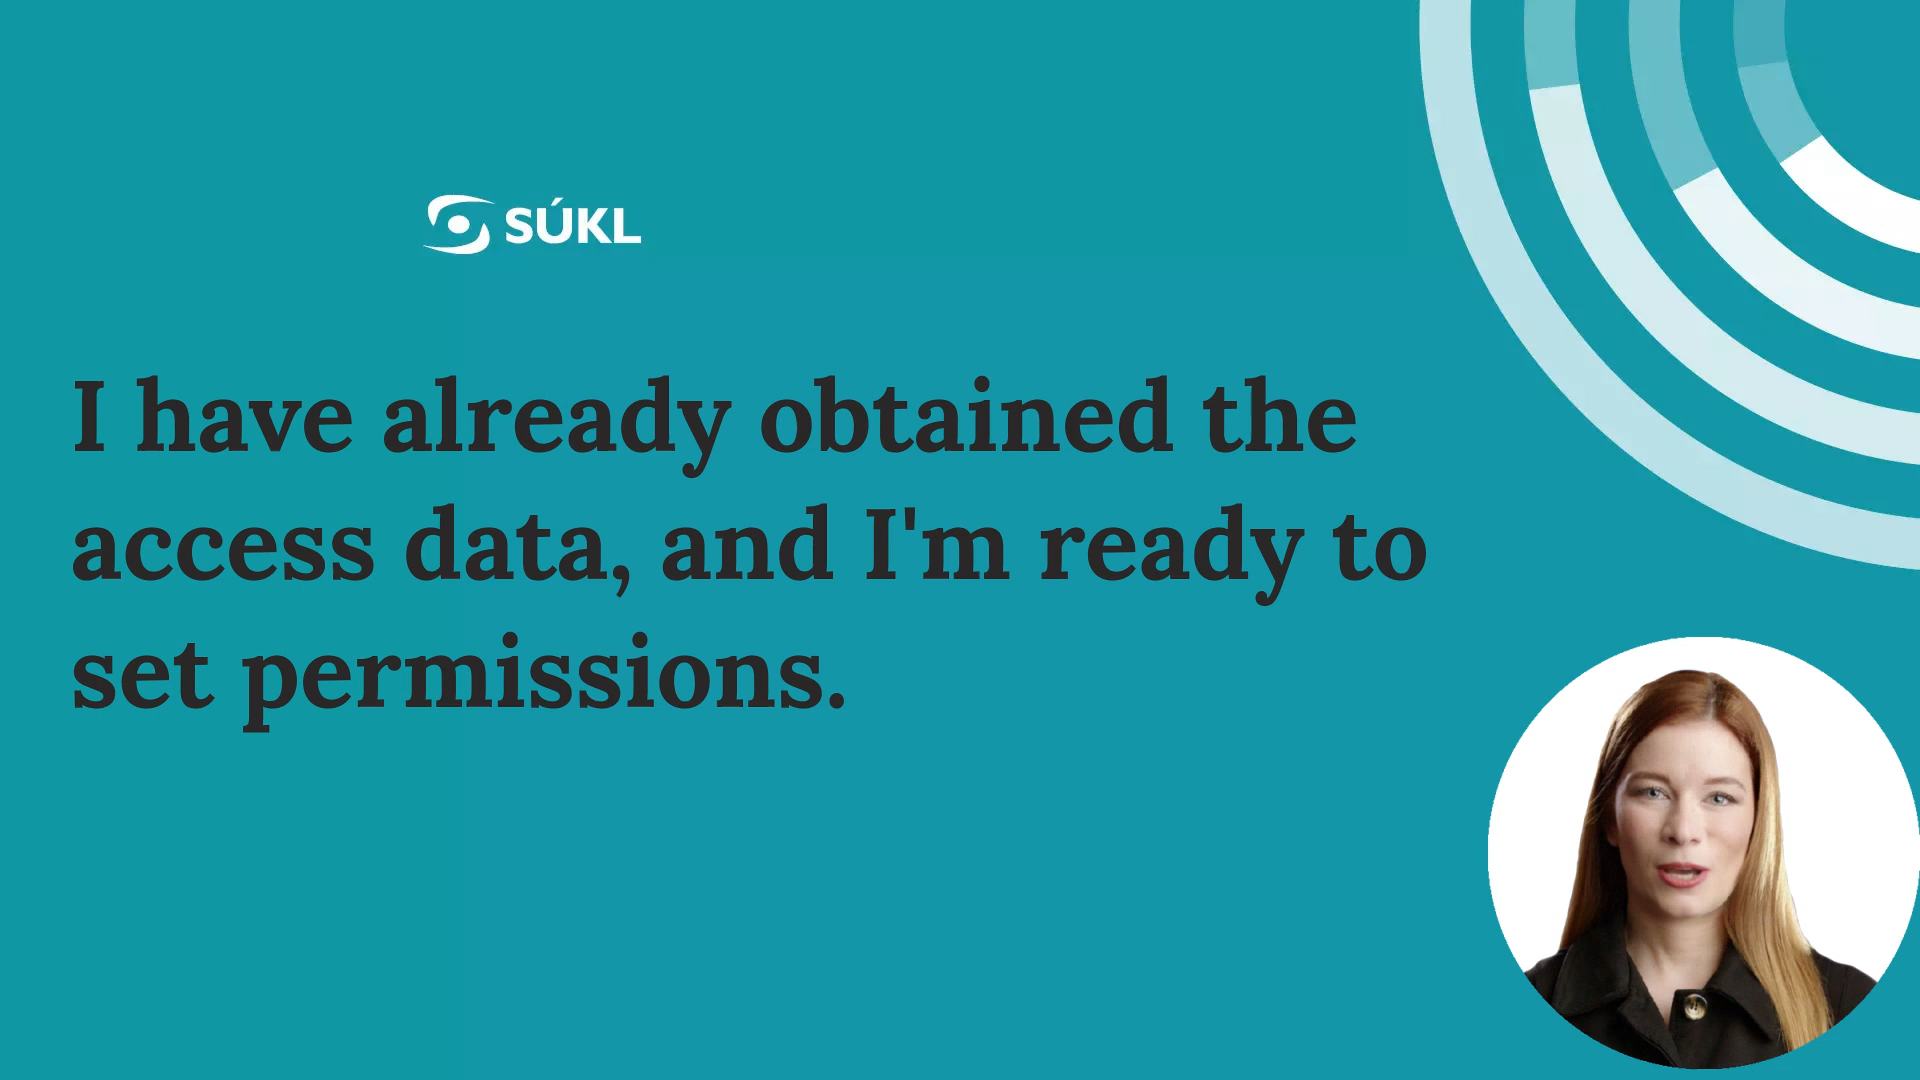 SÚKL
I have already obtained the
access data, and I'm ready to
set permissions.